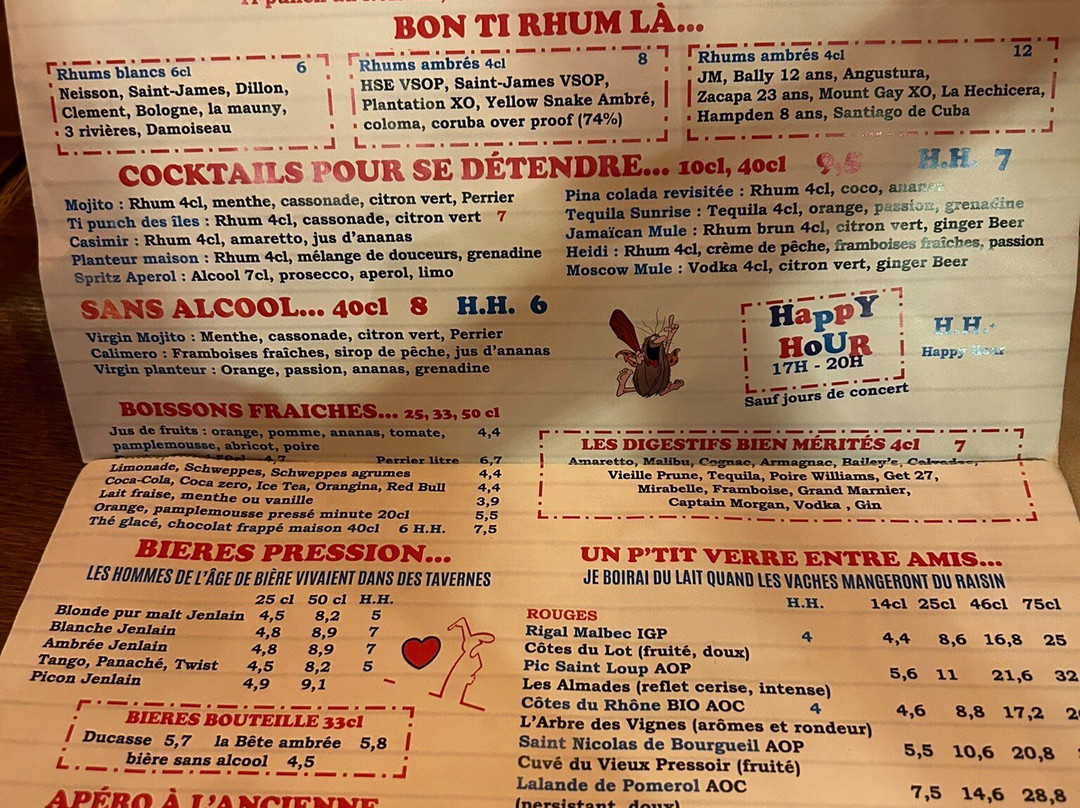 BON TI RHUM LÀ...
Rhums blancs 6cl 6
Neisson, Saint-James, Dillon,
Clement, Bologne, la mauny,
3 rivières, Damoiseau
Rhums ambrés 4cl 8
HSE VSOP, Saint-James VSOP,
Plantation XO, Yellow Snake Ambré,
coloma, coruba over proof (74%)
Rhums ambrés 4cl 12
JM, Bally 12 ans, Angustura,
Zacapa 23 ans, Mount Gay XO, La Hechicera,
Hampden 8 ans, Santiago de Cuba
COCKTAILS POUR SE DÉTENDRE... 10cl, 40cl 9,5 H.H. 7
Mojito : Rhum 4cl, menthe, cassonade, citron vert, Perrier
Ti punch des îles : Rhum 4cl, cassonade, citron vert 7
Casimir : Rhum 4cl, amaretto, jus d'ananas
Planteur maison : Rhum 4cl, mélange de douceurs, grenadine
Spritz Aperol : Alcool 7cl, prosecco, aperol, limo
Pina colada revisitée : Rhum 4cl, coco, ananas
Tequila Sunrise : Tequila 4cl, orange, passion, grenadine
Jamaïcan Mule : Rhum brun 4cl, citron vert, ginger Beer
Heidi : Rhum 4cl, crème de pêche, framboises fraîches, passion
Moscow Mule : Vodka 4cl, citron vert, ginger Beer
SANS ALCOOL... 40cl 8 H.H. 6
Virgin Mojito : Menthe, cassonade, citron vert, Perrier
Calimero : Framboises fraîches, sirop de pêche, jus d'ananas
Virgin planteur : Orange, passion, ananas, grenadine
HappY
HoUR
17H - 20H
Sauf jours de concert
H.H.
Happy Hour
BOISSONS FRAICHES... 25, 33, 50 cl
Jus de fruits : orange, pomme, ananas, tomate, 4,4
pamplemousse, abricot, poire
Perrier litre 6,7
Limonade, Schweppes, Schweppes agrumes 4,4
Coca-Cola, Coca zero, Ice Tea, Orangina, Red Bull 4,4
Lait fraise, menthe ou vanille 3,9
Orange, pamplemousse pressé minute 20cl 5,5
Thé glacé, chocolat frappé maison 40cl 6 H.H. 7,5
LES DIGESTIFS BIEN MÉRITÉS 4cl 7
Amaretto, Malibu, Cognac, Armagnac, Bailey's, Calvados,
Vieille Prune, Tequila, Poire Williams, Get 27,
Mirabelle, Framboise, Grand Marnier,
Captain Morgan, Vodka , Gin
BIERES PRESSION...
LES HOMMES DE L'ÂGE DE BIÈRE VIVAIENT DANS DES TAVERNES
25 cl 50 cl H.H.
Blonde pur malt Jenlain 4,5 8,2 5
Blanche Jenlain 4,8 8,9 7
Ambrée Jenlain 4,8 8,9 7
Tango, Panaché, Twist 4,5 8,2 5
Picon Jenlain 4,9 9,1
BIERES BOUTEILLE 33cl
Ducasse 5,7 la Bête ambrée 5,8
bière sans alcool 4,5
APÉRO À L'ANCIENNE
UN P'TIT VERRE ENTRE AMIS...
JE BOIRAI DU LAIT QUAND LES VACHES MANGERONT DU RAISIN
H.H. 14cl 25cl 46cl 75cl
ROUGES
Rigal Malbec IGP 4 4,4 8,6 16,8 25
Côtes du Lot (fruité, doux)
Pic Saint Loup AOP 5,6 11 21,6 32
Les Almades (reflet cerise, intense)
Côtes du Rhône BIO AOC 4 4,6 8,8 17,2
L'Arbre des Vignes (arômes et rondeur)
Saint Nicolas de Bourgueil AOP 5,5 10,6 20,8
Cuvé du Vieux Pressoir (fruité)
Lalande de Pomerol AOC 7,5 14,6 28,8
(persistant, doux)